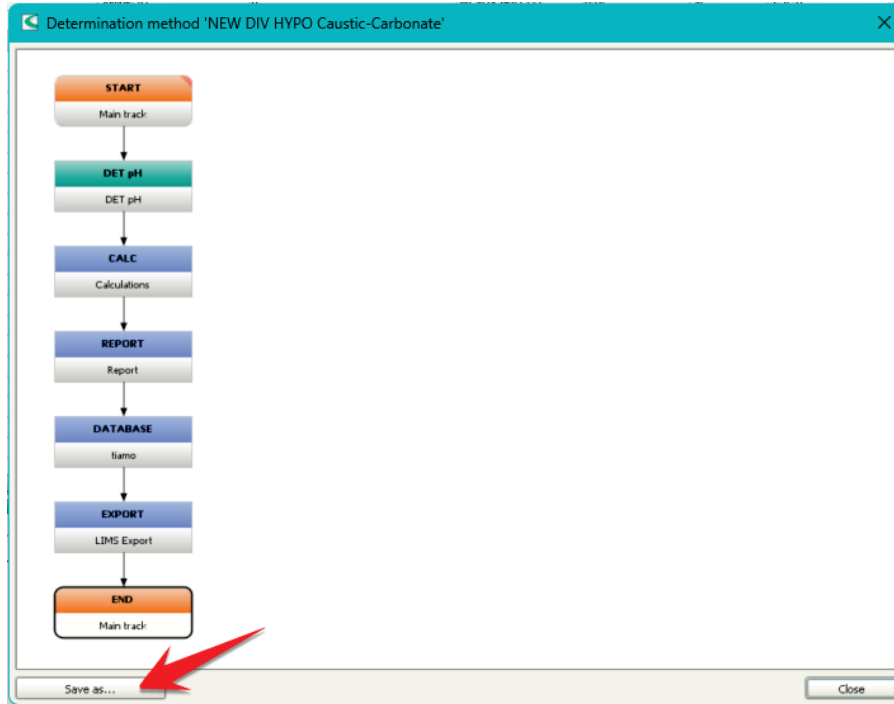 Determination method 'NEW DIV HYPO Caustic-Carbonate'
START
Main track
DET pH
DET pH
CALC
Calculations
REPORT
Report
DATABASE
tiamo
EXPORT
LIMS Export
END
Main track
Save as...
Close